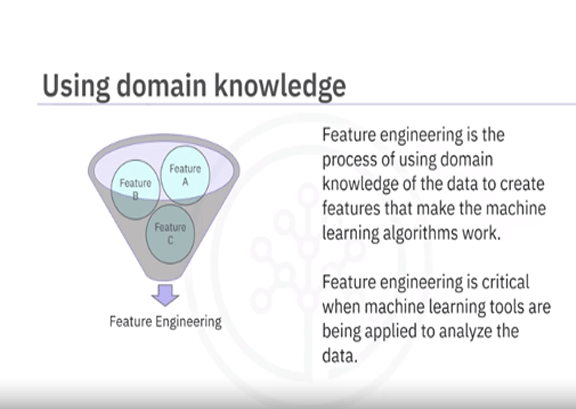 Using domain knowledge
Feature
A
Feature
B
Feature
C
Feature Engineering
Feature engineering is the
process of using domain
knowledge of the data to create
features that make the machine
learning algorithms work.
Feature engineering is critical
when machine learning tools are
being applied to analyze the
data.